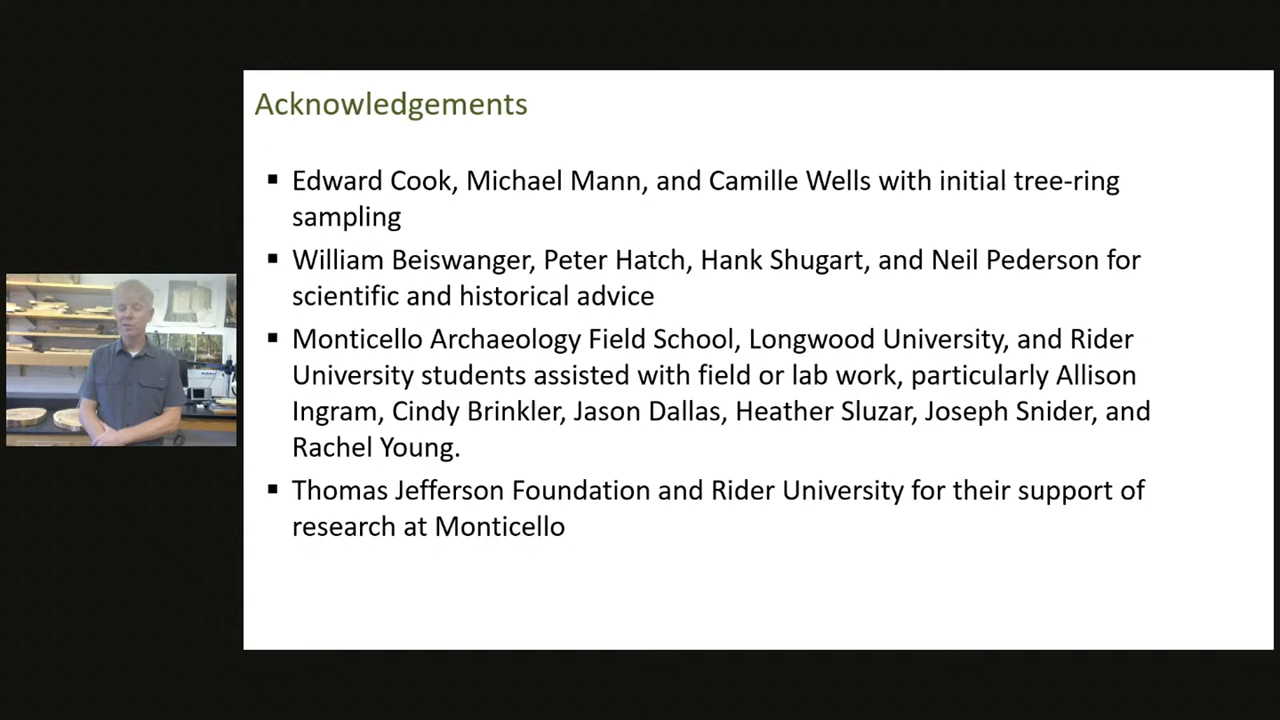 Acknowledgements
▪ Edward Cook, Michael Mann, and Camille Wells with initial tree-ring
sampling
▪ William Beiswanger, Peter Hatch, Hank Shugart, and Neil Pederson for
scientific and historical advice
▪ Monticello Archaeology Field School, Longwood University, and Rider
University students assisted with field or lab work, particularly Allison
Ingram, Cindy Brinkler, Jason Dallas, Heather Sluzar, Joseph Snider, and
Rachel Young.
▪ Thomas Jefferson Foundation and Rider University for their support of
research at Monticello